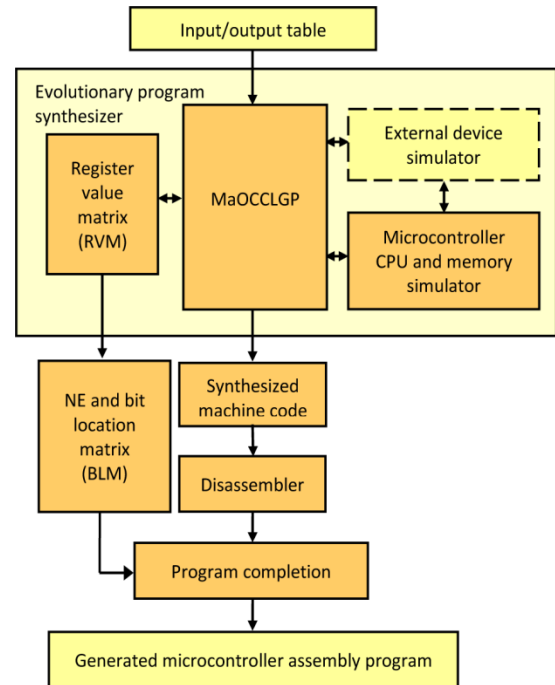 Input/output table
Evolutionary program
synthesizer
Register
value
matrix
(RVM)
MaOCCLGP
External device
simulator
Microcontroller
CPU and memory
simulator
NE and bit
location
matrix
(BLM)
Synthesized
machine code
Disassembler
Program completion
Generated microcontroller assembly program